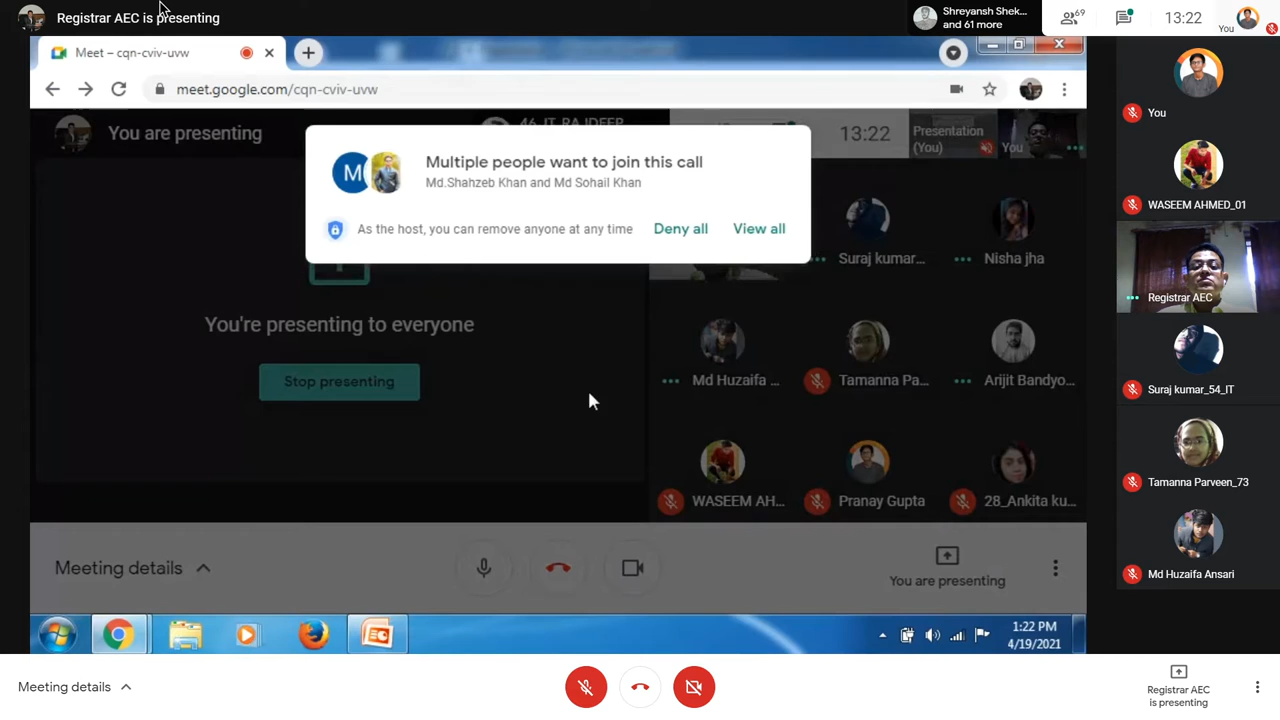 Registrar AEC is presenting
Shreyansh Shek...
and 61 more
69
13:22
You
Meet – cqn-cviv-uvw
meet.google.com/cqn-cviv-uvw
You are presenting
46_IT_RAJDEEP
13:22
Presentation
(You)
You
Multiple people want to join this call
Md.Shahzeb Khan and Md Sohail Khan
As the host, you can remove anyone at any time
Deny all
View all
M
Suraj kumar...
Nisha jha
You're presenting to everyone
Stop presenting
Md Huzaifa ...
Tamanna Pa...
Arijit Bandyo...
WASEEM AH...
Pranay Gupta
28_Ankita ku...
Meeting details
You are presenting
1:22 PM
4/19/2021
You
WASEEM AHMED_01
Registrar AEC
Suraj kumar_54_IT
Tamanna Parveen_73
Md Huzaifa Ansari
Meeting details
Registrar AEC
is presenting